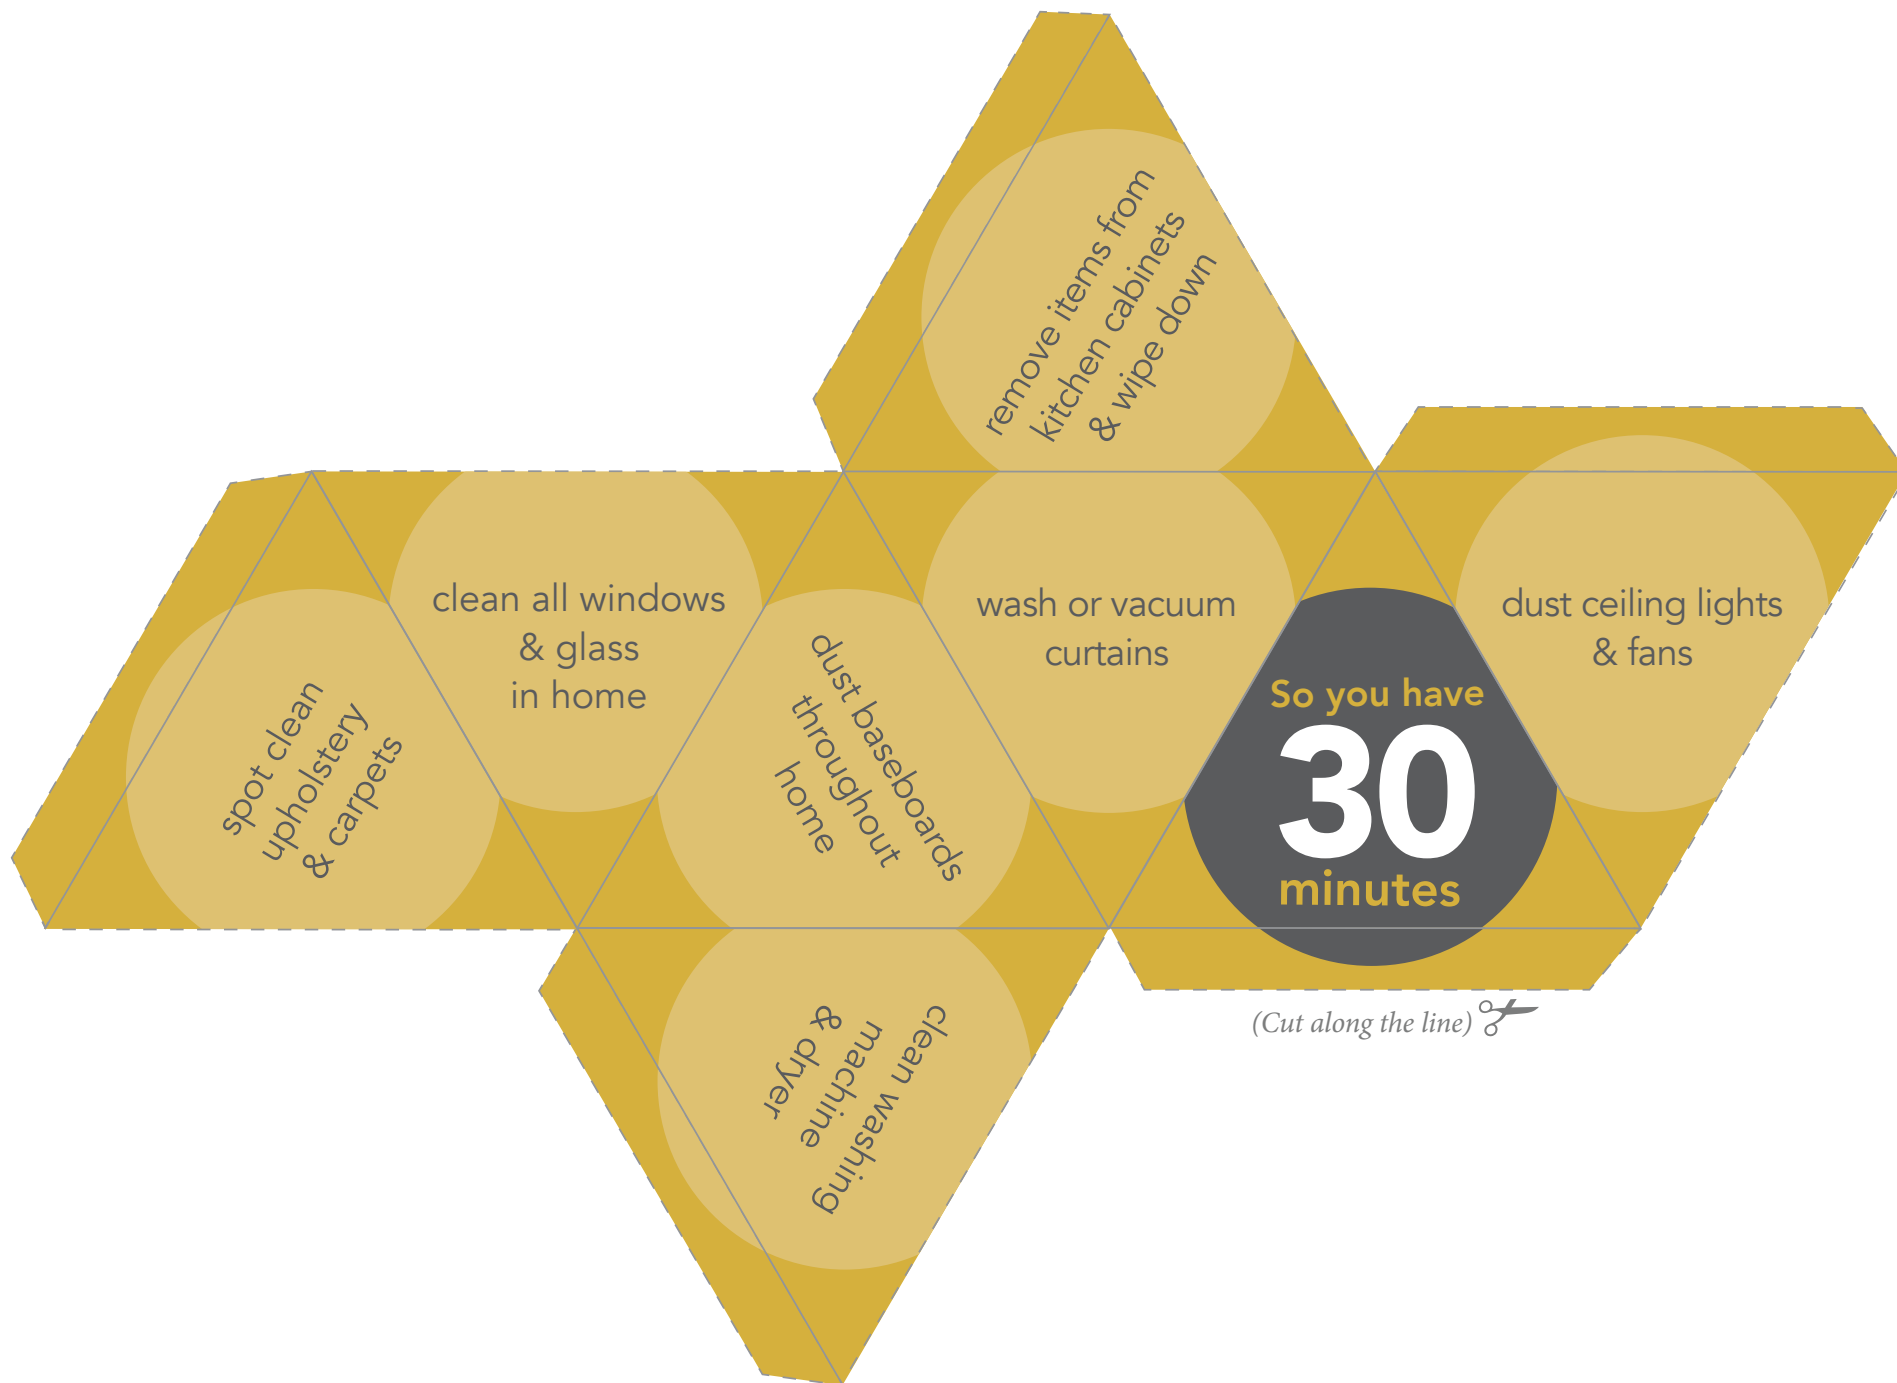 remove items from
kitchen cabinets
& wipe down
spot clean
upholstery
& carpets
clean all windows
& glass
in home
dust baseboards
throughout
home
wash or vacuum
curtains
So you have
30
minutes
dust ceiling lights
& fans
clean washing
machine
& dryer
(Cut along the line)